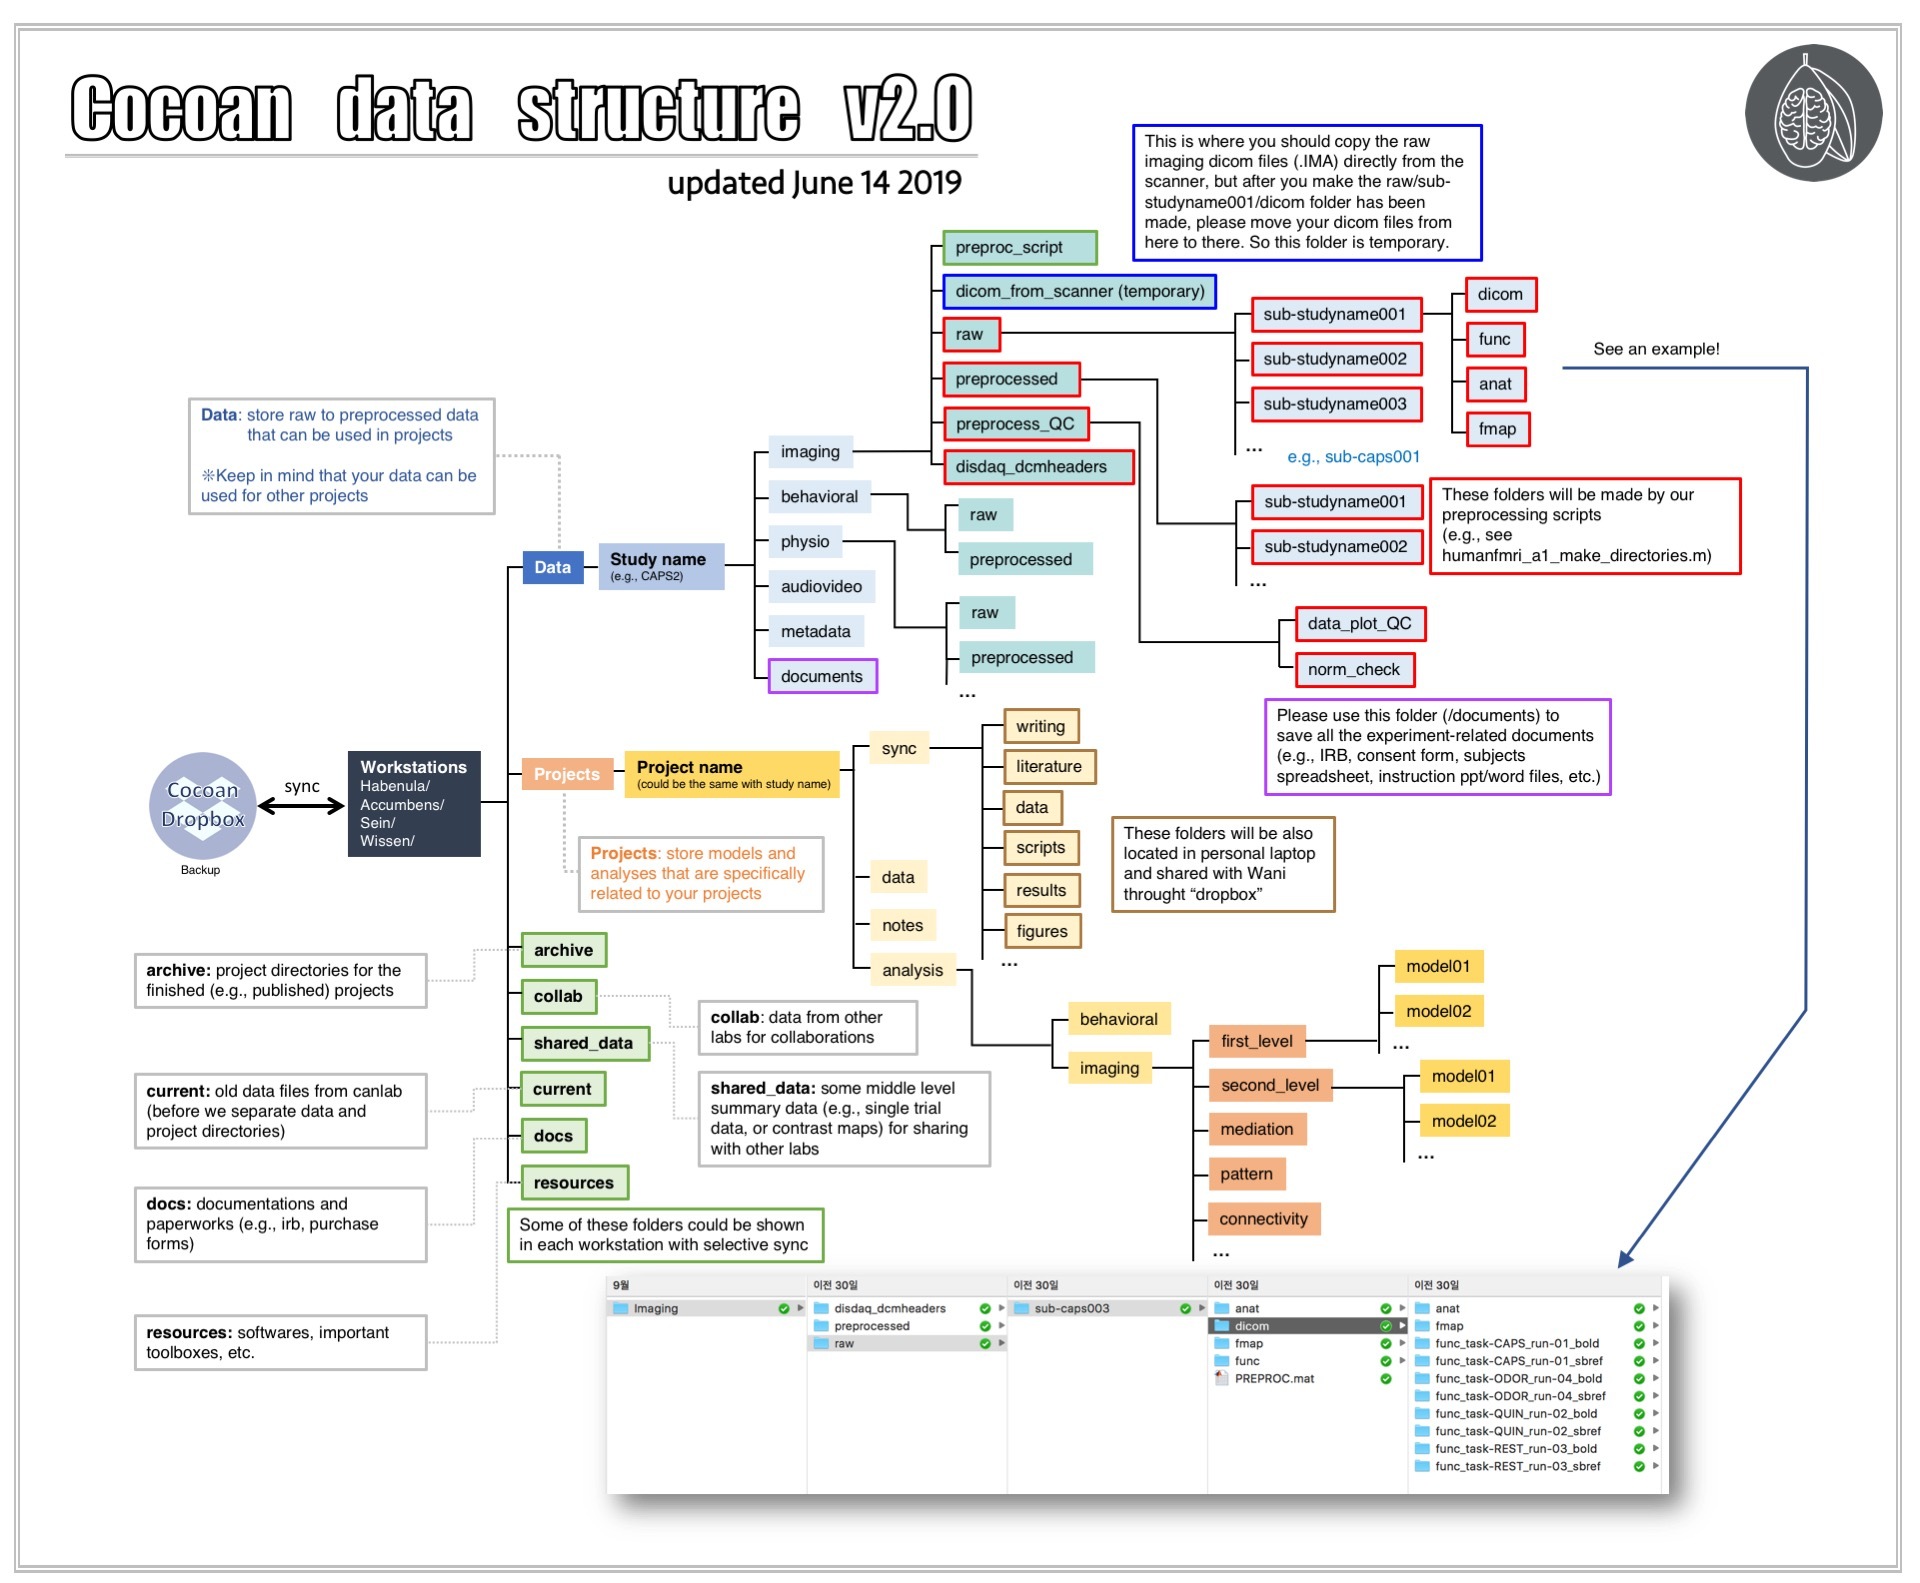 Cocoan data structure v2.0
updated June 14 2019
This is where you should copy the raw
imaging dicom files (.IMA) directly from the
scanner, but after you make the raw/sub-
studyname001/dicom folder has been
made, please move your dicom files from
here to there. So this folder is temporary.
preproc_script
dicom_from_scanner (temporary)
raw
preprocessed
preprocess_QC
disdaq_dcmheaders
sub-studyname001
sub-studyname002
sub-studyname003
...
e.g., sub-caps001
dicom
func
anat
fmap
See an example!
Data: store raw to preprocessed data
that can be used in projects
※Keep in mind that your data can be
used for other projects
imaging
behavioral
physio
audiovideo
metadata
documents
raw
preprocessed
raw
preprocessed
...
sub-studyname001
sub-studyname002
...
These folders will be made by our
preprocessing scripts
(e.g., see
humanfmri_a1_make_directories.m)
Data
Study name
(e.g., CAPS2)
data_plot_QC
norm_check
Please use this folder (/documents) to
save all the experiment-related documents
(e.g., IRB, consent form, subjects
spreadsheet, instruction ppt/word files, etc.)
Cocoan
Dropbox
Backup
sync
Workstations
Habenula/
Accumbens/
Sein/
Wissen/
Projects
Project name
(could be the same with study name)
Projects: store models and
analyses that are specifically
related to your projects
sync
data
notes
analysis
writing
literature
data
scripts
results
figures
...
These folders will be also
located in personal laptop
and shared with Wani
throught “dropbox”
archive
collab
shared_data
current
docs
resources
archive: project directories for the
finished (e.g., published) projects
collab: data from other
labs for collaborations
shared_data: some middle level
summary data (e.g., single trial
data, or contrast maps) for sharing
with other labs
current: old data files from canlab
(before we separate data and
project directories)
docs: documentations and
paperworks (e.g., irb, purchase
forms)
resources: softwares, important
toolboxes, etc.
Some of these folders could be shown
in each workstation with selective sync
behavioral
imaging
first_level
second_level
mediation
pattern
connectivity
...
model01
model02
...
model01
model02
...
9월
Imaging
이전 30일
disdaq_dcmheaders
preprocessed
raw
이전 30일
sub-caps003
이전 30일
anat
dicom
fmap
func
PREPROC.mat
이전 30일
anat
fmap
func_task-CAPS_run-01_bold
func_task-CAPS_run-01_sbref
func_task-ODOR_run-04_bold
func_task-ODOR_run-04_sbref
func_task-QUIN_run-02_bold
func_task-QUIN_run-02_sbref
func_task-REST_run-03_bold
func_task-REST_run-03_sbref